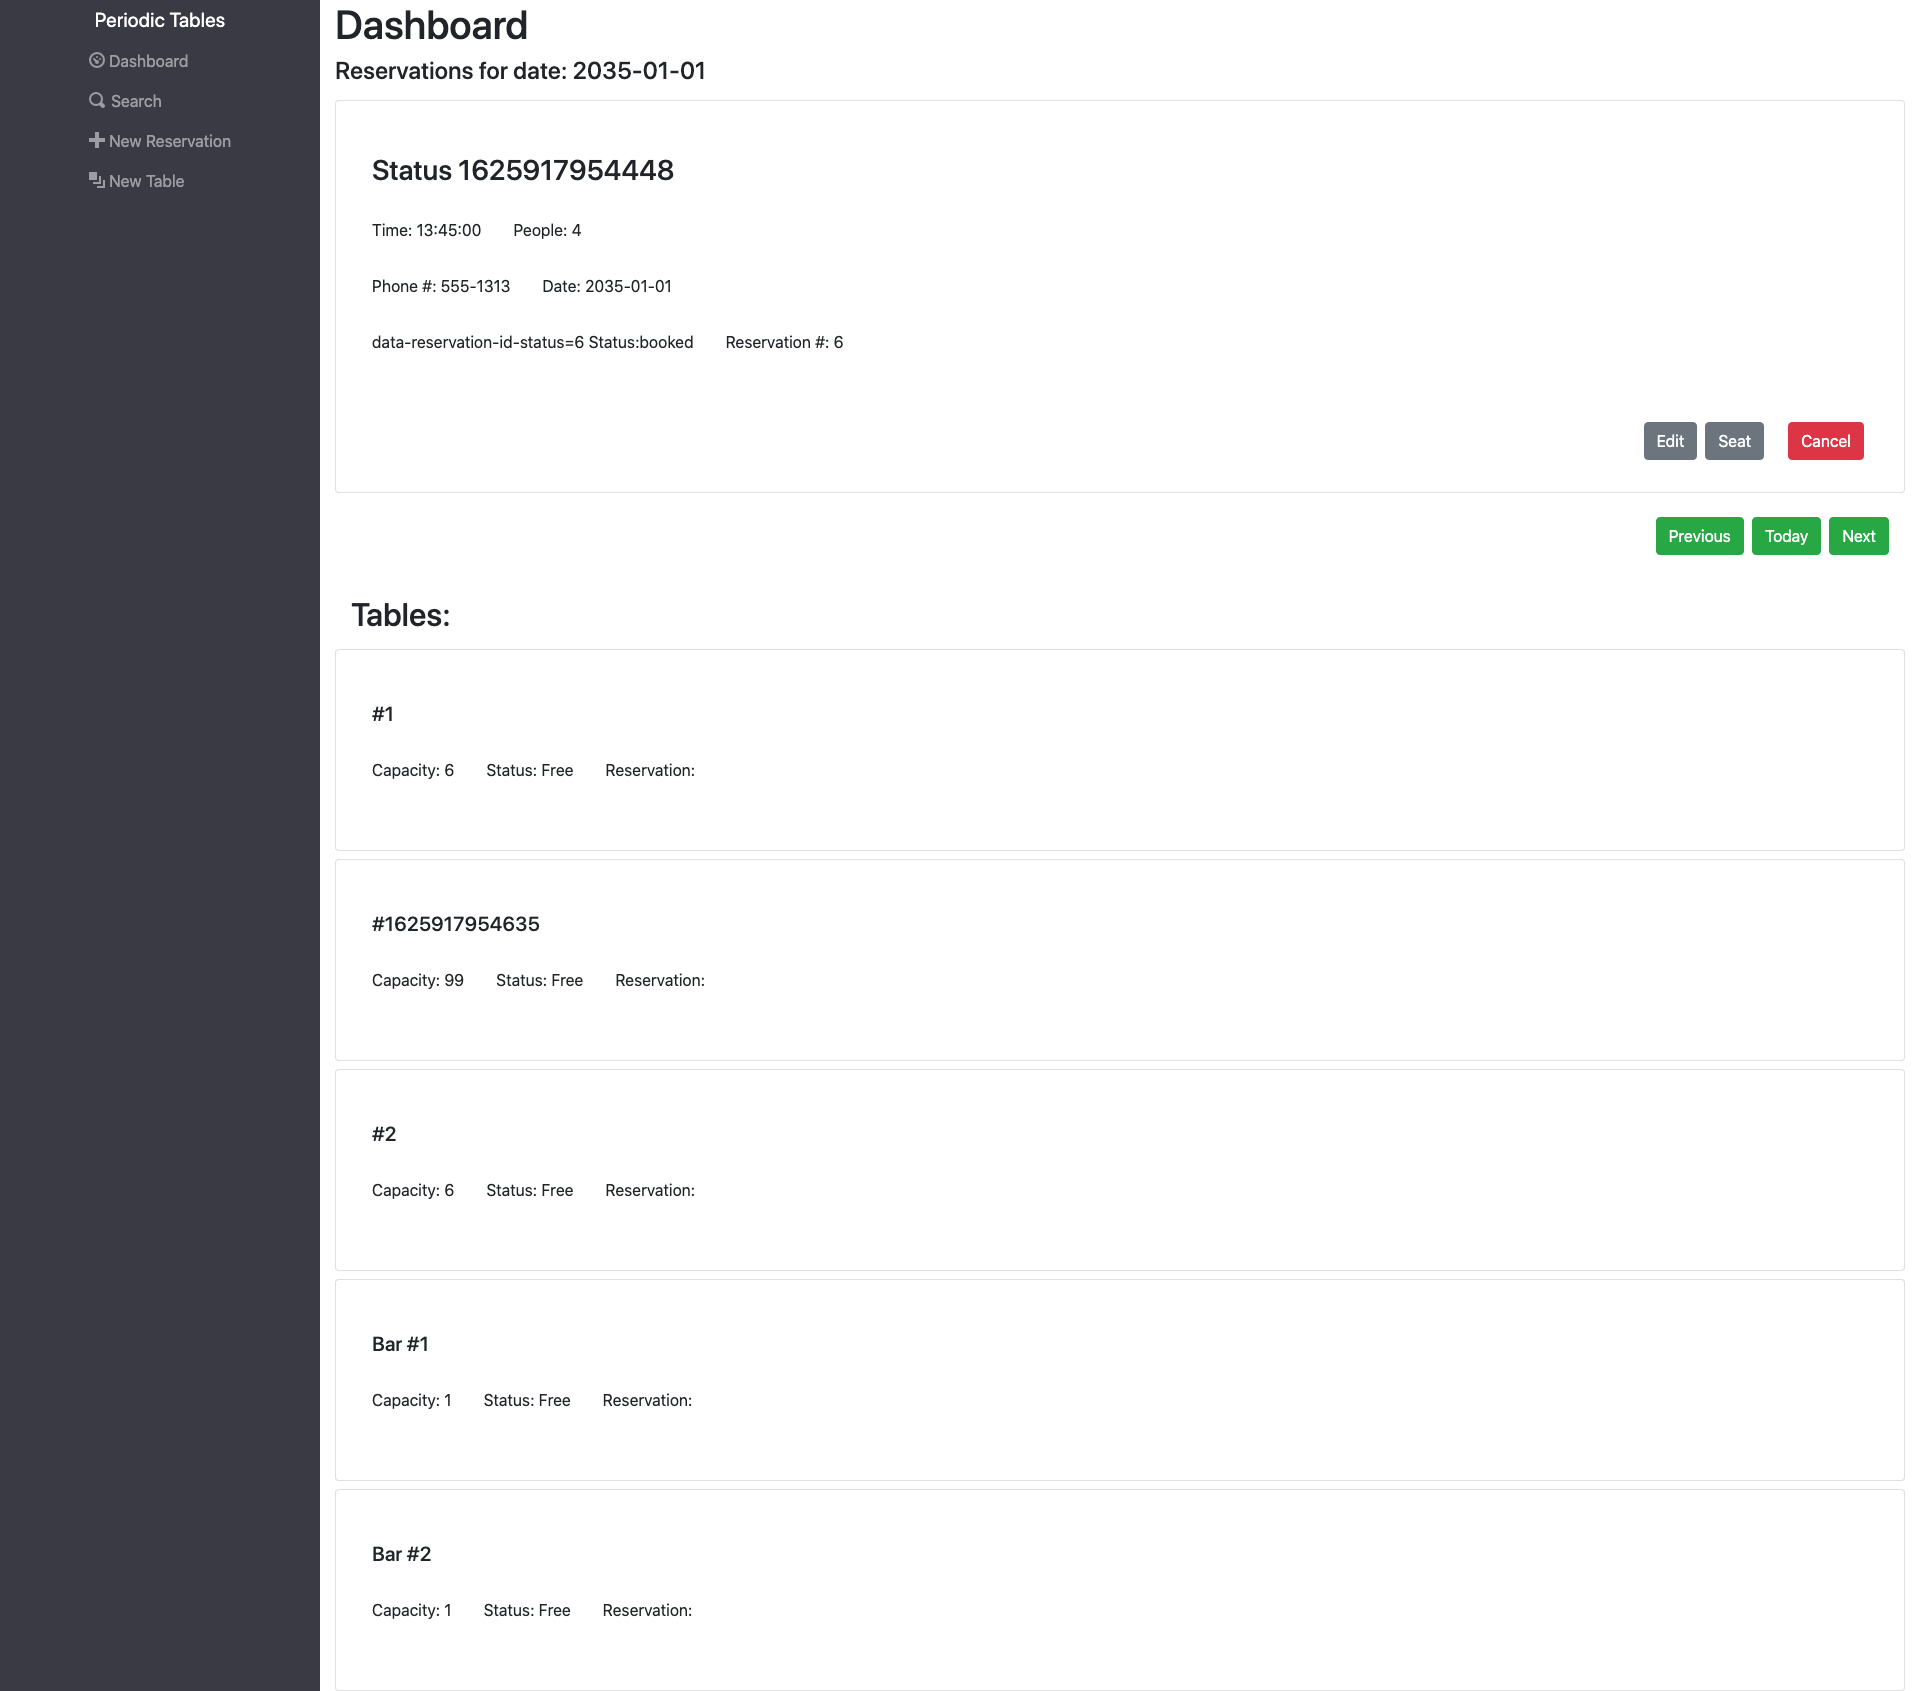 Periodic Tables
Dashboard
Search
New Reservation
New Table
Dashboard
Reservations for date: 2035-01-01
Status 1625917954448
Time: 13:45:00 People: 4
Phone #: 555-1313 Date: 2035-01-01
data-reservation-id-status=6 Status:booked Reservation #: 6
Edit Seat Cancel
Previous Today Next
Tables:
#1
Capacity: 6 Status: Free Reservation:
#1625917954635
Capacity: 99 Status: Free Reservation:
#2
Capacity: 6 Status: Free Reservation:
Bar #1
Capacity: 1 Status: Free Reservation:
Bar #2
Capacity: 1 Status: Free Reservation: